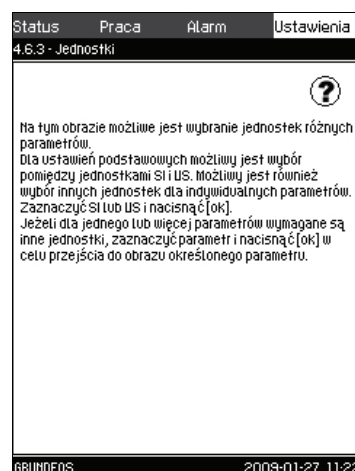 Status Praca Alarm Ustawienia
4.6.3 - Jednostki
?
Na tym obrazie możliwe jest wybranie jednostek różnych
parametrów.
Dla ustawień podstawowych możliwy jest wybór
pomiędzy jednostkami SI i US. Możliwy jest również
wybór innych jednostek dla indywidualnych parametrów.
Zaznaczyć SI lub US i nacisnąć [ok].
Jeżeli dla jednego lub więcej parametrów wymagane są
inne jednostki, zaznaczyć parametr i nacisnąć [ok] w
celu przejścia do obrazu określonego parametru.
GRUNDFOS 2009-01-27 11:22